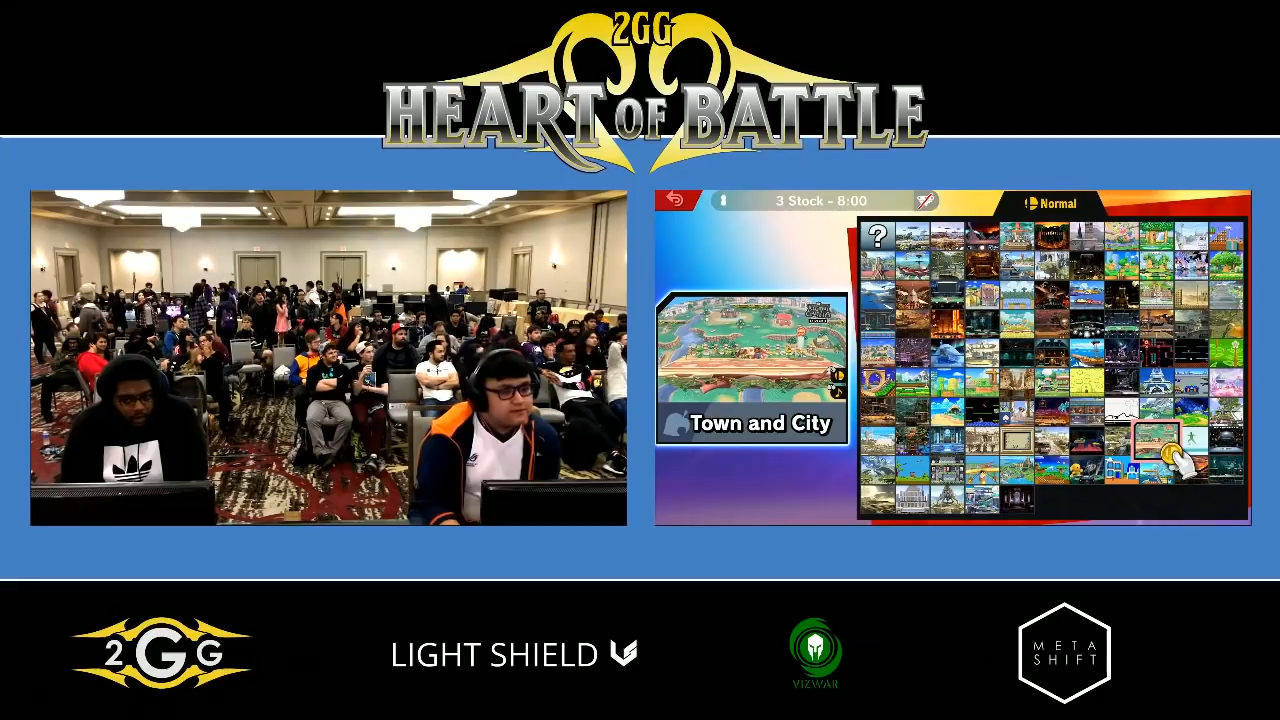 2GG
HEART OF BATTLE
3 Stock - 8:00
Normal
?
Town and City
2GG
LIGHT SHIELD
VIZWAR
META
SHIFT